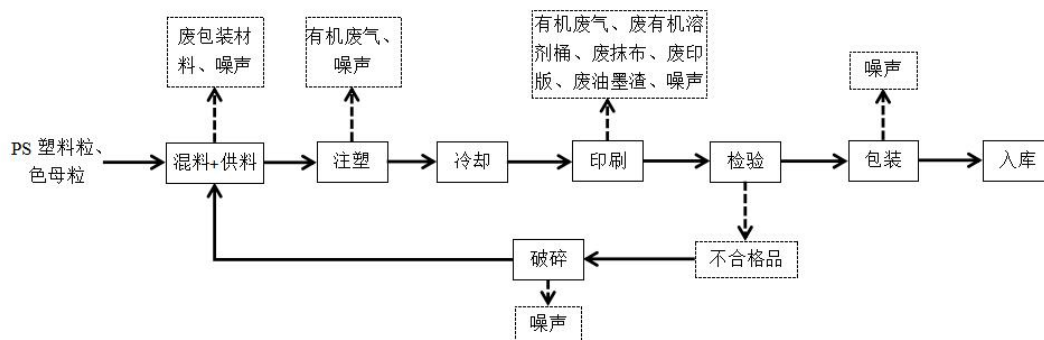 废包装材
料、噪声
有机废气、
噪声
有机废气、废有机溶
剂桶、废抹布、废印
版、废油墨渣、噪声
噪声
PS 塑料粒、
色母粒
混料+供料
注塑
冷却
印刷
检验
包装
入库
破碎
不合格品
噪声